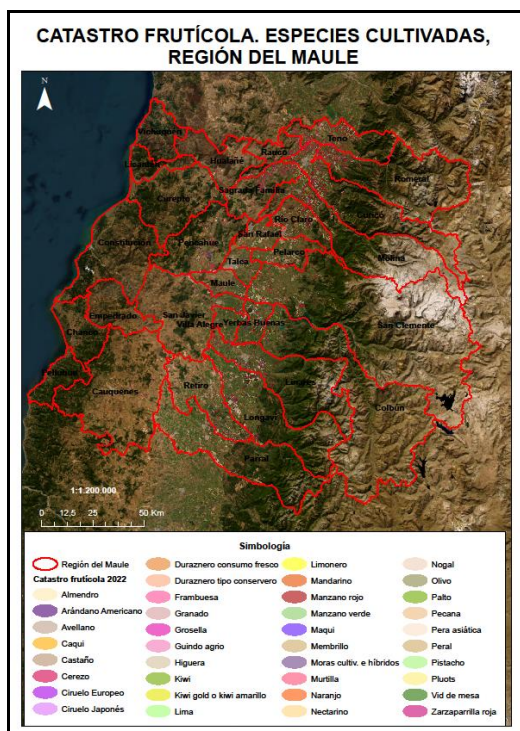 CATASTRO FRUTÍCOLA. ESPECIES CULTIVADAS,
REGIÓN DEL MAULE
N
Vichuquén
Teno
Rauco
Hualañé
Licantén
Romeral
Sagrada Familia
Curicó
Curepto
Río Claro
Constitución
Pencahue
San Rafael
Pelarco
Molina
Talca
Maule
Empedrado
San Javier
San Clemente
Villa Alegre
Yerbas Buenas
Chanco
Pelluhue
Cauquenes
Retiro
Linares
Colbún
Longaví
Parral
1:1.200.000
0 12,5 25 50 Km
Simbología
Región del Maule
Catastro frutícola 2022
Almendro
Arándano Americano
Avellano
Caqui
Castaño
Cerezo
Ciruelo Europeo
Ciruelo Japonés
Duraznero consumo fresco
Duraznero tipo conservero
Frambuesa
Granado
Grosella
Guindo agrio
Higuera
Kiwi
Kiwi gold o kiwi amarillo
Lima
Limonero
Mandarino
Manzano rojo
Manzano verde
Maqui
Membrillo
Moras cultiv. e híbridos
Murtilla
Naranjo
Nectarino
Nogal
Olivo
Palto
Pecana
Pera asiática
Peral
Pistacho
Pluots
Vid de mesa
Zarzaparrilla roja